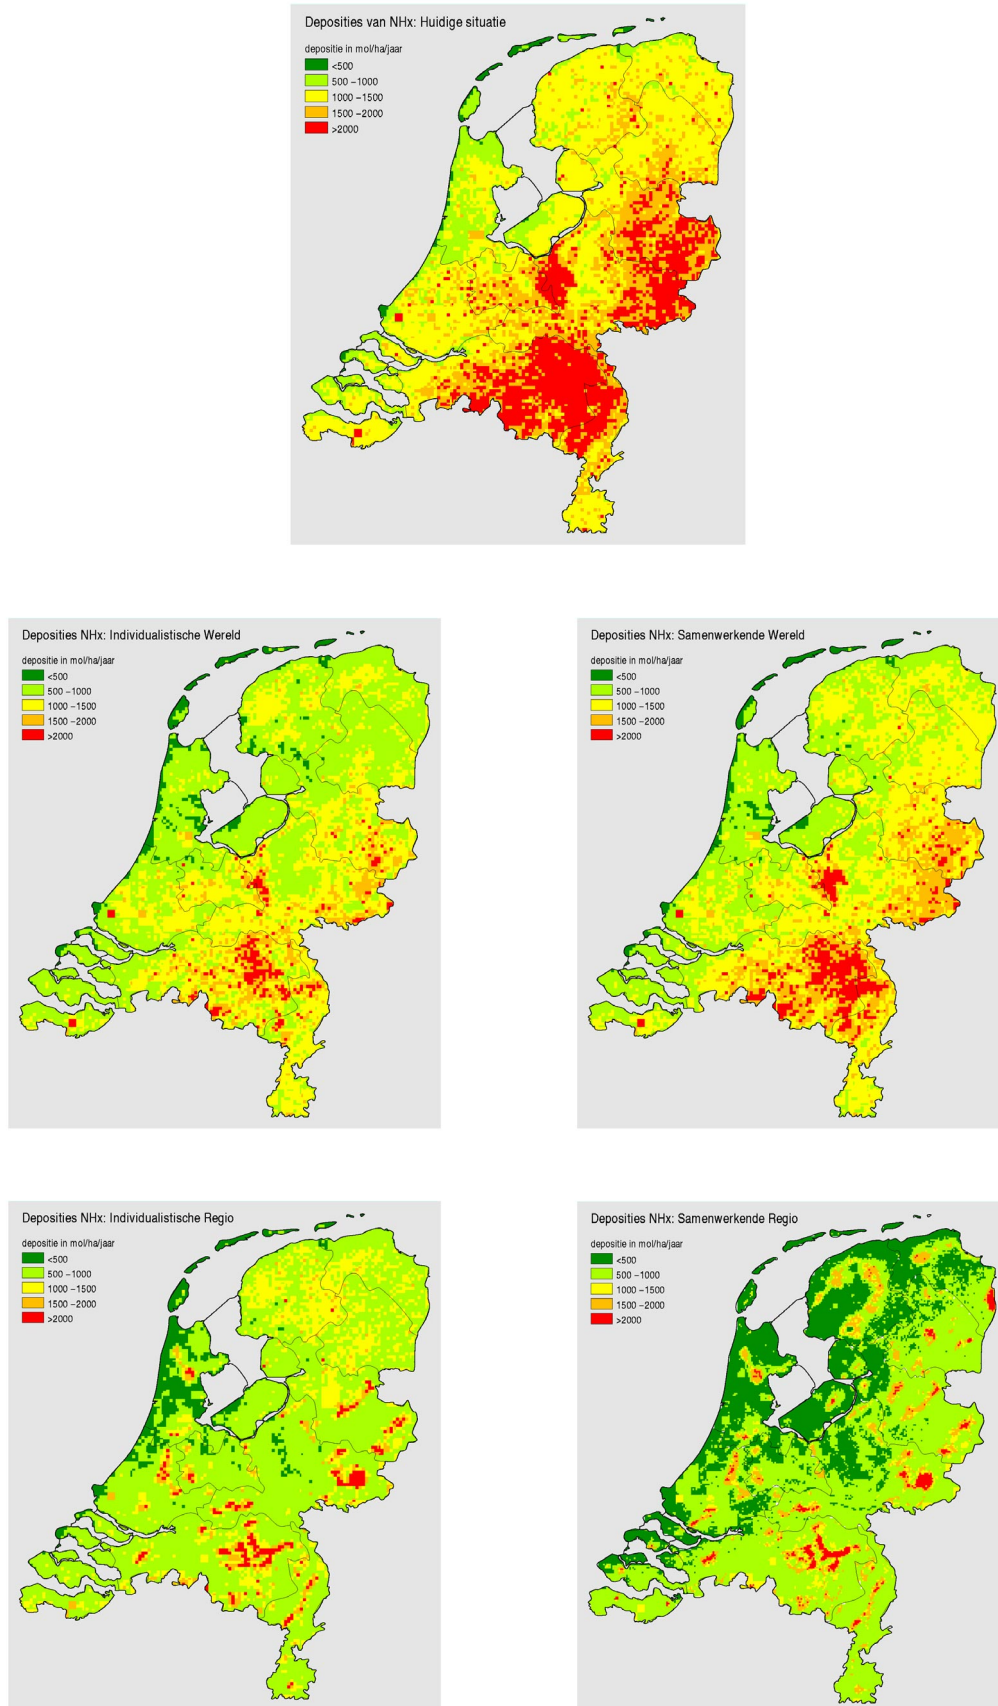 Deposities van NHx: Huidige situatie
depositie in mol/ha/jaar
<500
500 –1000
1000 –1500
1500 –2000
>2000
Deposities NHx: Individualistische Wereld
depositie in mol/ha/jaar
<500
500 –1000
1000 –1500
1500 –2000
>2000
Deposities NHx: Samenwerkende Wereld
depositie in mol/ha/jaar
<500
500 –1000
1000 –1500
1500 –2000
>2000
Deposities NHx: Individualistische Regio
depositie in mol/ha/jaar
<500
500 –1000
1000 –1500
1500 –2000
>2000
Deposities NHx: Samenwerkende Regio
depositie in mol/ha/jaar
<500
500 –1000
1000 –1500
1500 –2000
>2000